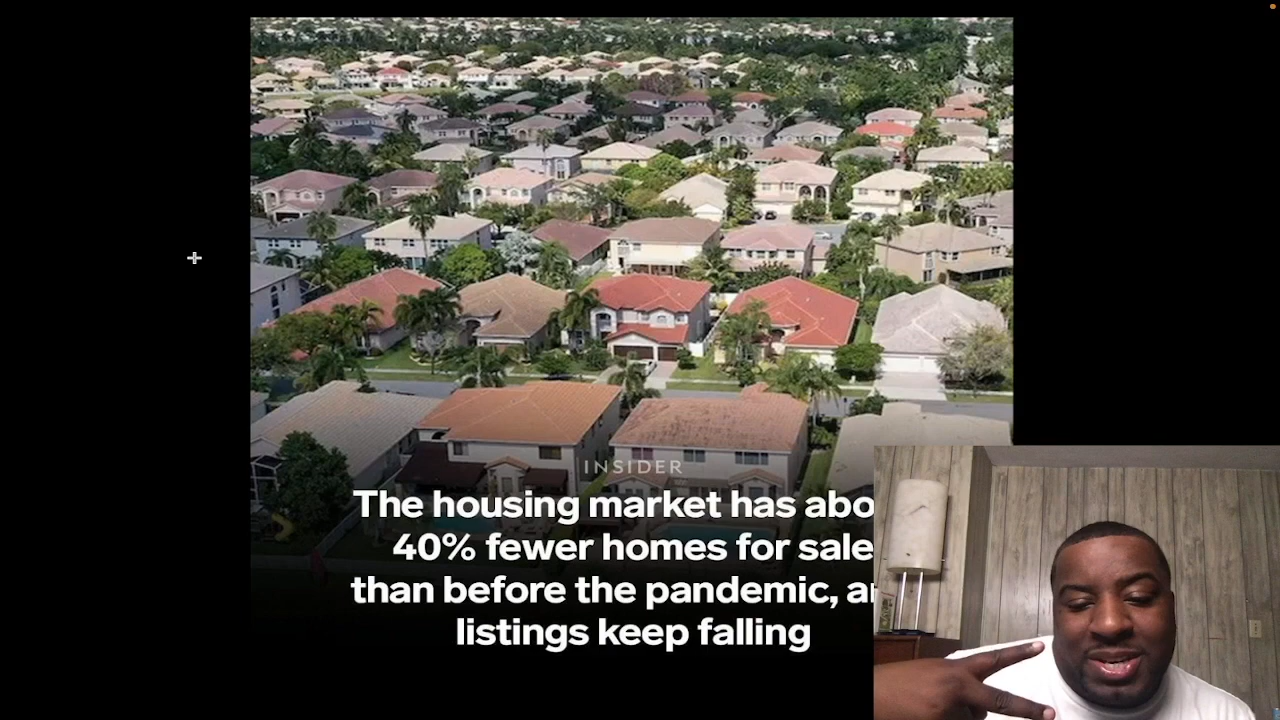 INSIDER
The housing market has abo
40% fewer homes for sale
than before the pandemic, a
listings keep falling